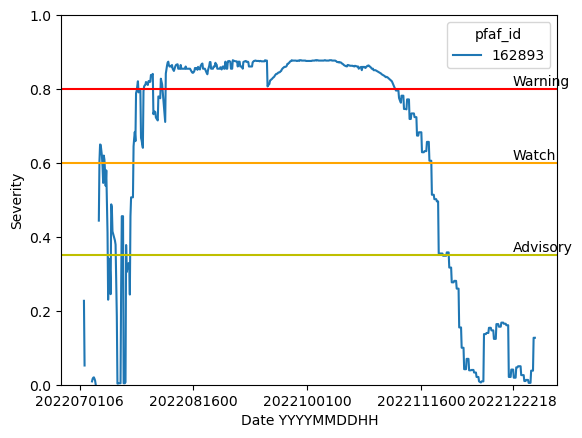 pfaf_id
162893
1.0
0.8
0.6
0.4
0.2
0.0
Severity
Warning
Watch
Advisory
2022070106
2022081600
2022100100
2022111600
2022122218
Date YYYYMMDDHH